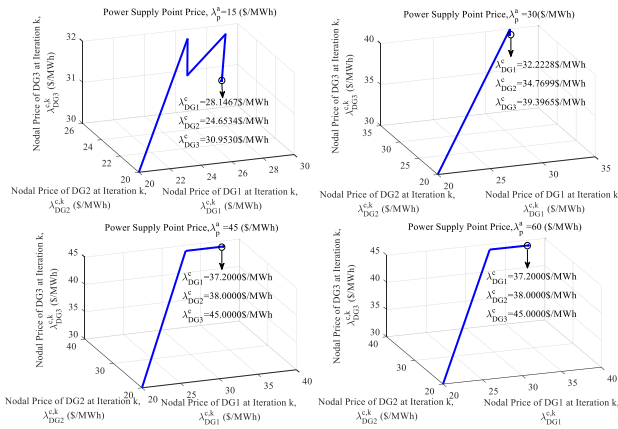 Power Supply Point Price, λᵃₚ=15 ($/MWh)
Nodal Price of DG3 at Iteration k,
λ^c,k_DG3 ($/MWh)
32
31.5
31
30.5
30
26
24
22
20
20
22
24
26
28
30
λ^c_DG1=28.1467$/MWh
λ^c_DG2=24.6534$/MWh
λ^c_DG3=30.9530$/MWh
Nodal Price of DG2 at Iteration k,
λ^c,k_DG2 ($/MWh)
Nodal Price of DG1 at Iteration k,
λ^c,k_DG1 ($/MWh)
Power Supply Point Price,λᵃₚ=30($/MWh)
Nodal Price of DG3 at Iteration k,
λ^c,k_DG3 ($/MWh)
40
35
30
35
30
25
20
20
25
30
35
λ^c_DG1=32.2228$/MWh
λ^c_DG2=34.7699$/MWh
λ^c_DG3=39.3965$/MWh
Nodal Price of DG2 at Iteration k,
λ^c,k_DG2 ($/MWh)
Nodal Price of DG1 at Iteration k,
λ^c,k_DG1 ($/MWh)
Power Supply Point Price,λᵃₚ =45 ($/MWh)
Nodal Price of DG3 at Iteration k,
λ^c,k_DG3 ($/MWh)
45
40
35
30
40
30
20
20
25
30
35
40
λ^c_DG1=37.2000$/MWh
λ^c_DG2=38.0000$/MWh
λ^c_DG3=45.0000$/MWh
Nodal Price of DG2 at Iteration k,
λ^c,k_DG2 ($/MWh)
Nodal Price of DG1 at Iteration k,
λ^c,k_DG1 ($/MWh)
Power Supply Point Price,λᵃₚ =60 ($/MWh)
Nodal Price of DG3 at Iteration k,
λ^c,k_DG3 ($/MWh)
45
40
35
30
40
30
20
20
25
30
35
40
λ^c_DG1=37.2000$/MWh
λ^c_DG2=38.0000$/MWh
λ^c_DG3=45.0000$/MWh
Nodal Price of DG2 at Iteration k,
λ^c,k_DG2 ($/MWh)
Nodal Price of DG1 at Iteration k,
λ^c,k_DG1